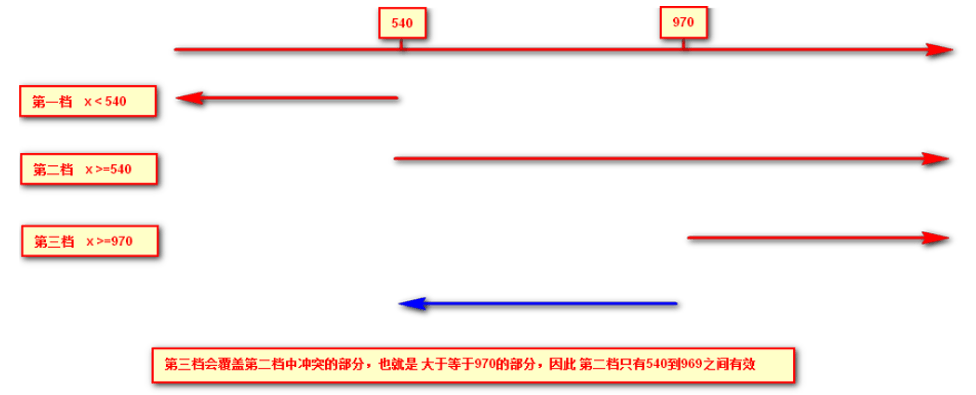 540
970
第一档 x < 540
第二档 x >=540
第三档 x >=970
第三档会覆盖第二档中冲突的部分，也就是 大于等于970的部分，因此 第二档只有540到969之间有效